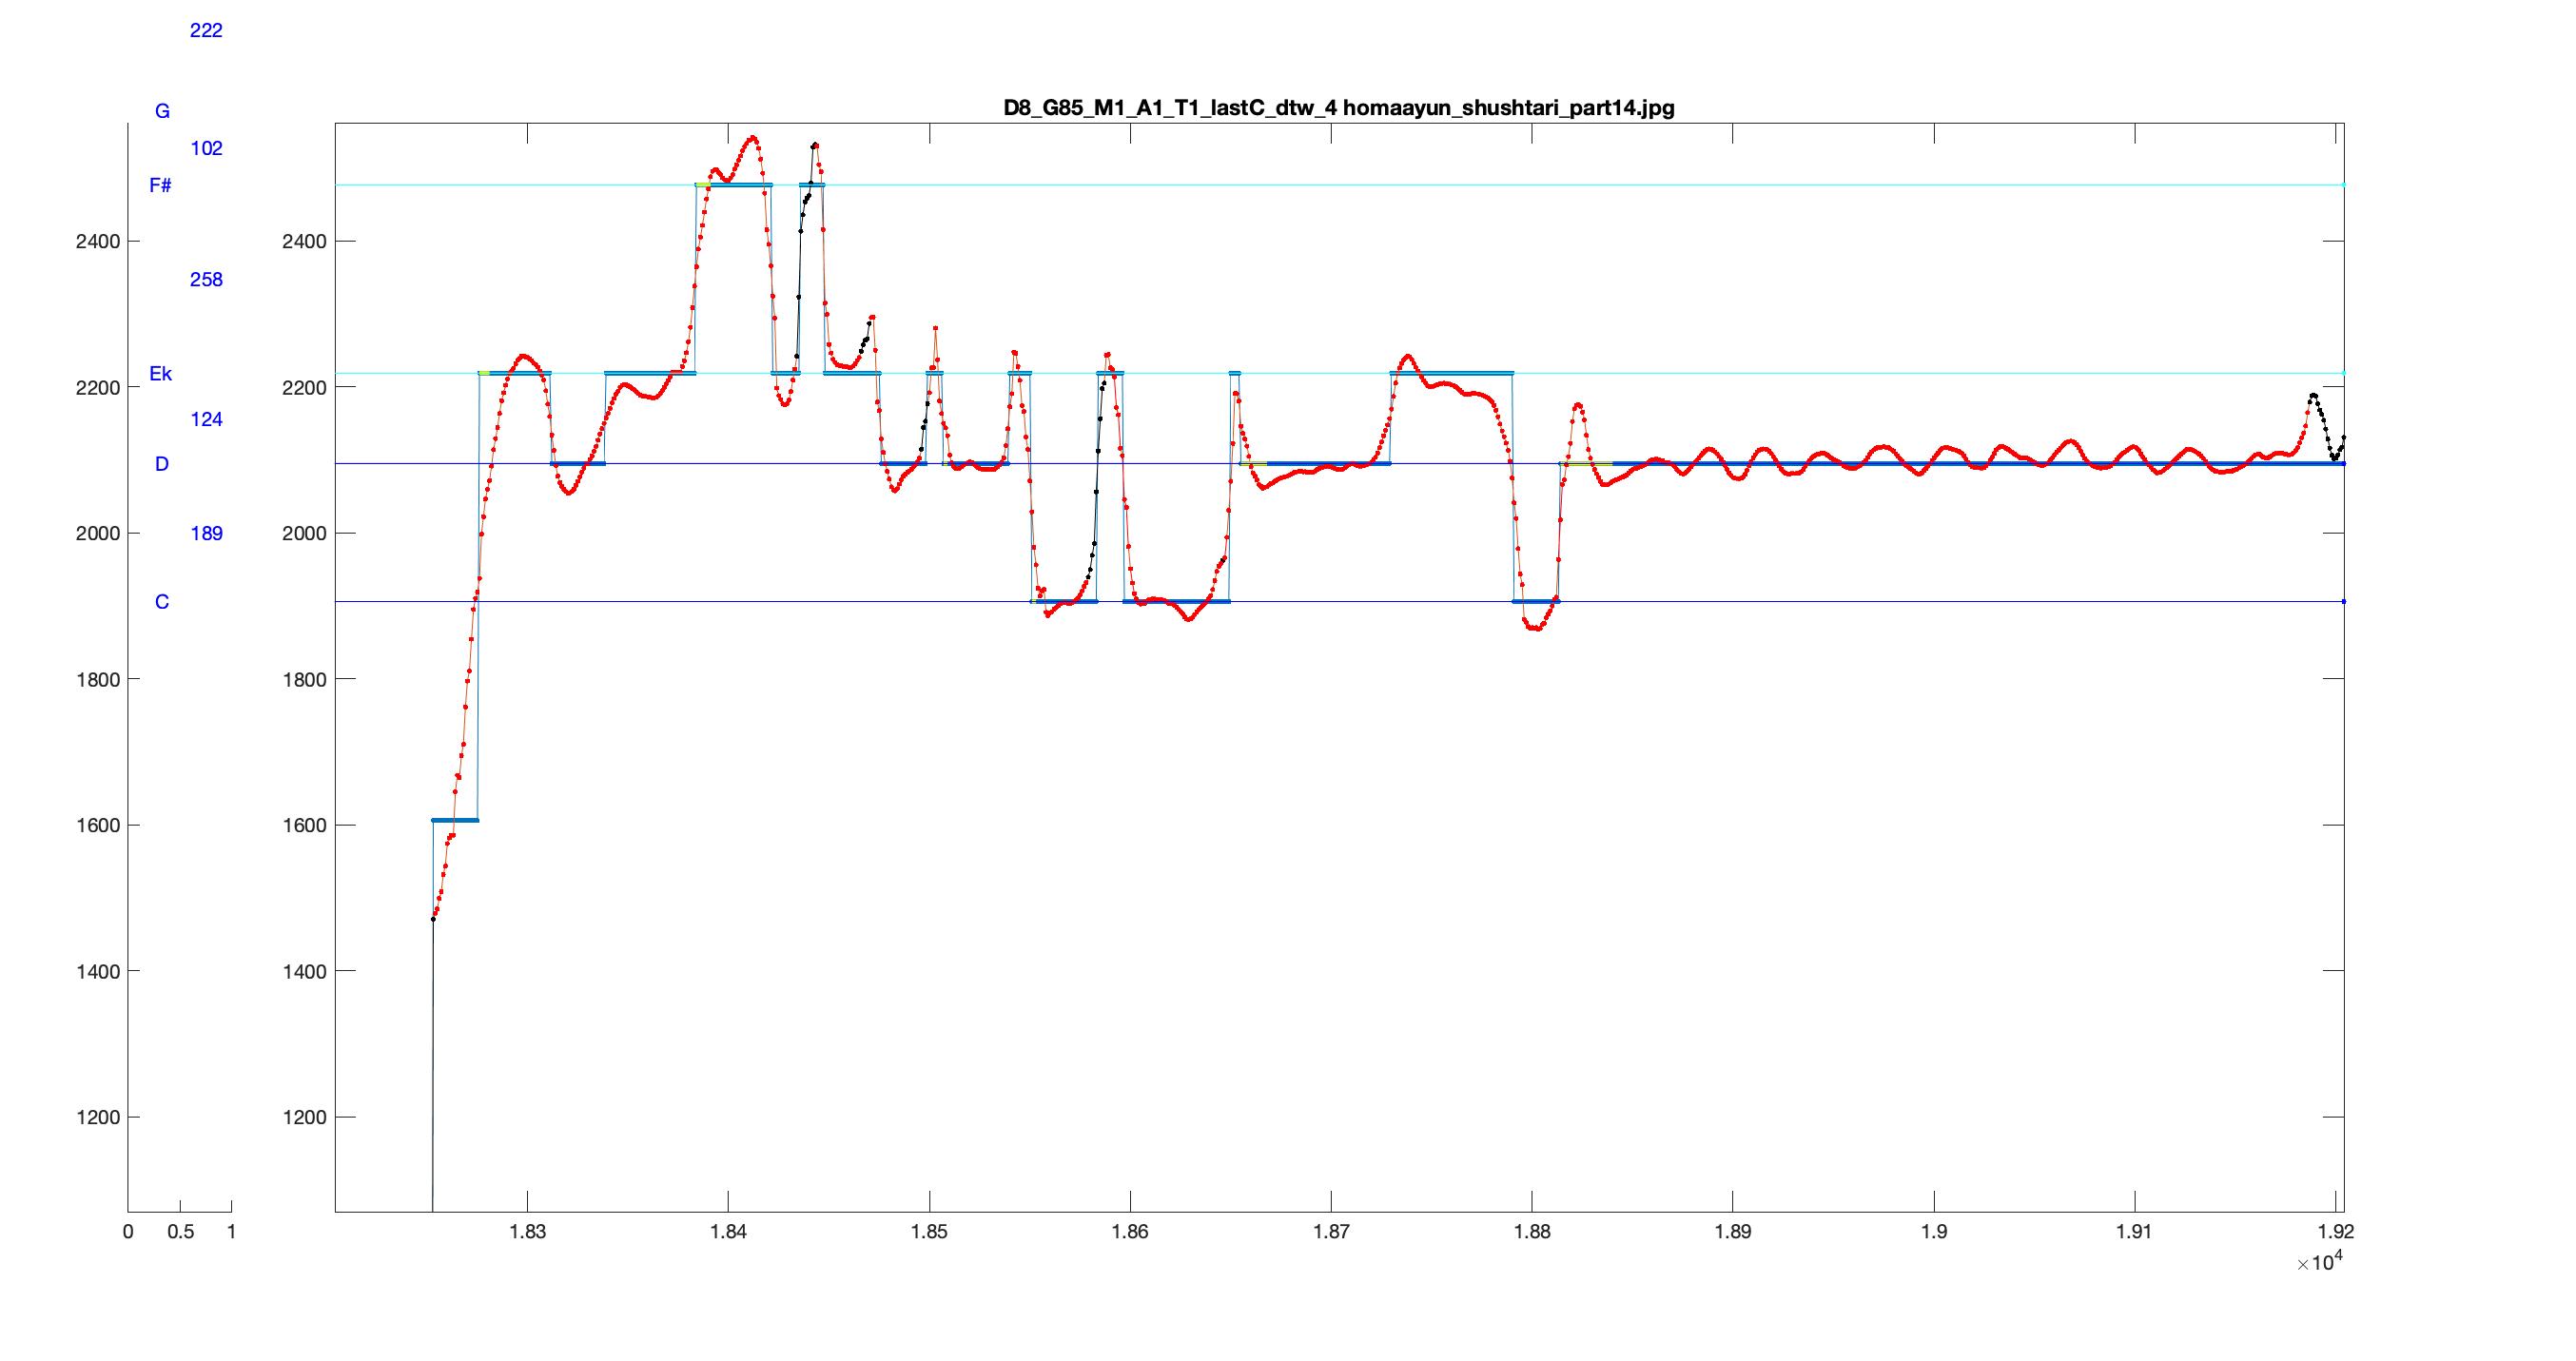 222
G
D8_G85_M1_A1_T1_lastC_dtw_4 homaayun_shushtari_part14.jpg
102
F#
2400 2400
258
Ek
2200 2200
124
D
2000 189 2000
C
1800 1800
1600 1600
1400 1400
1200 1200
0 0.5 1 1.83 1.84 1.85 1.86 1.87 1.88 1.89 1.9 1.91 1.92
×10⁴